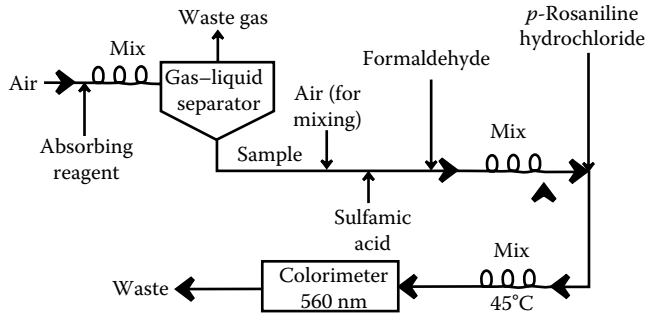 Waste gas
p-Rosaniline
hydrochloride
Mix
Formaldehyde
Air
Gas–liquid
separator
Air (for
mixing)
Mix
Absorbing
reagent
Sample
Sulfamic
acid
Mix
Waste
Colorimeter
560 nm
45°C